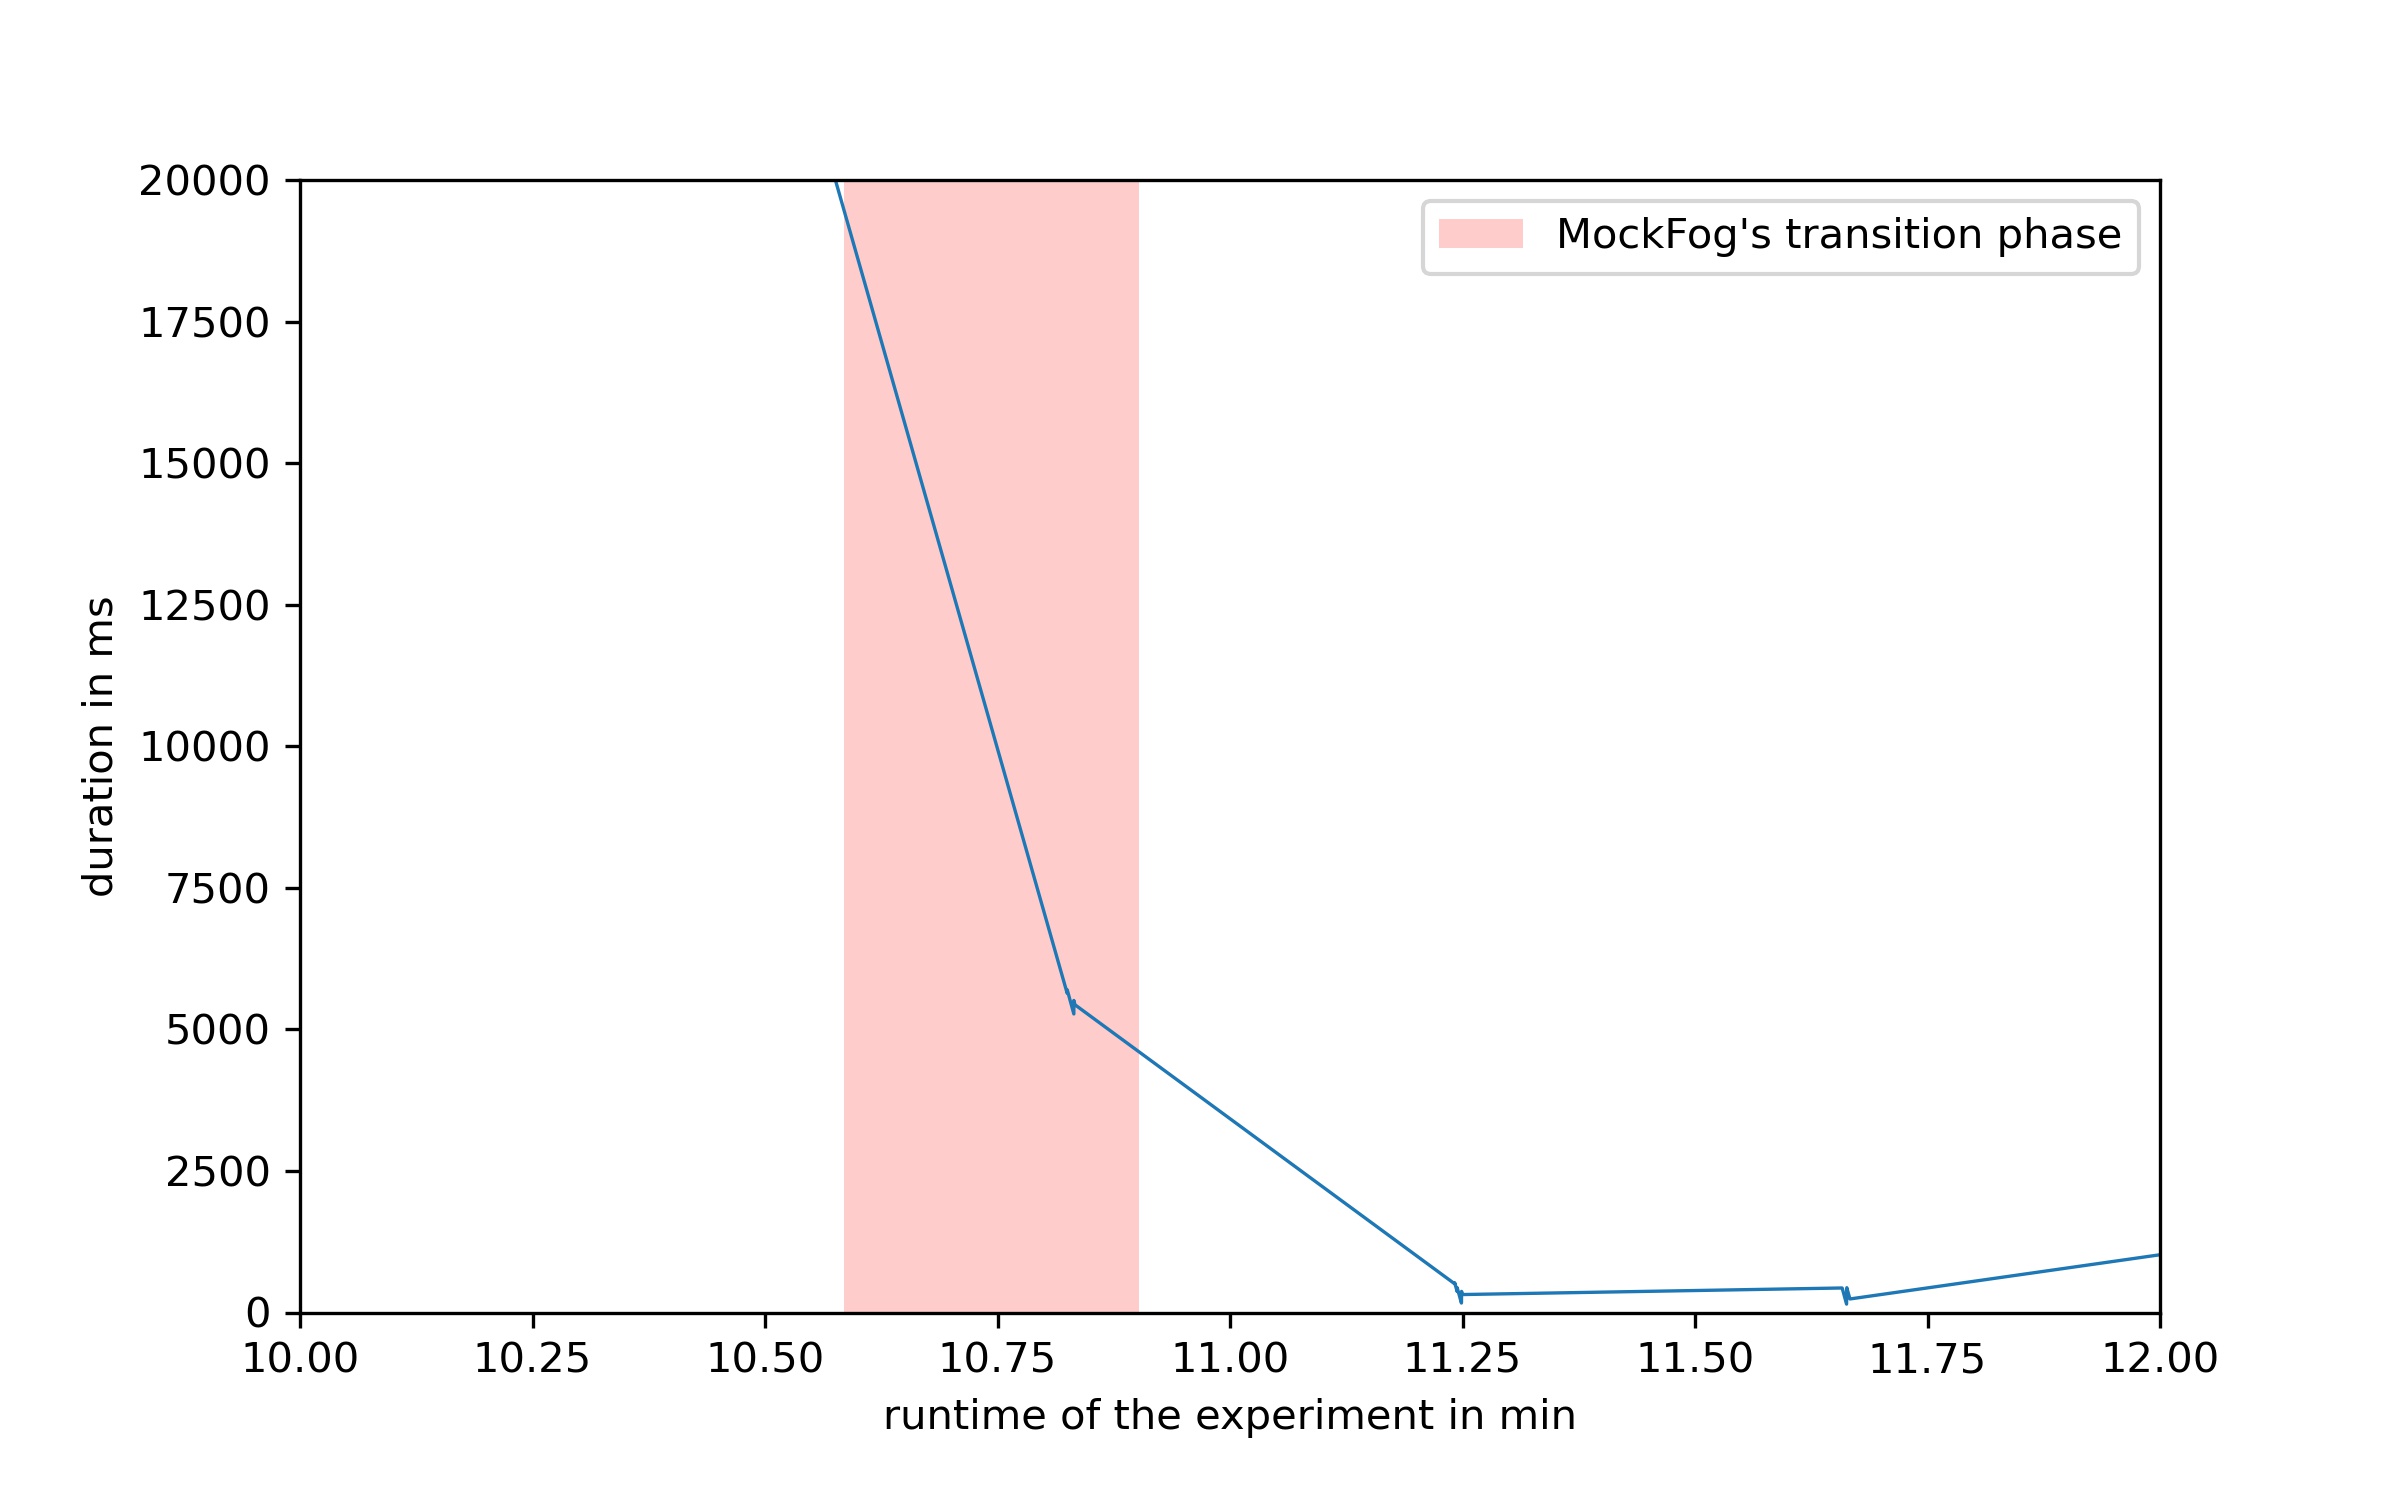 MockFog's transition phase
20000
17500
15000
12500
10000
7500
5000
2500
0
duration in ms
10.00 10.25 10.50 10.75 11.00 11.25 11.50 11.75 12.00
runtime of the experiment in min